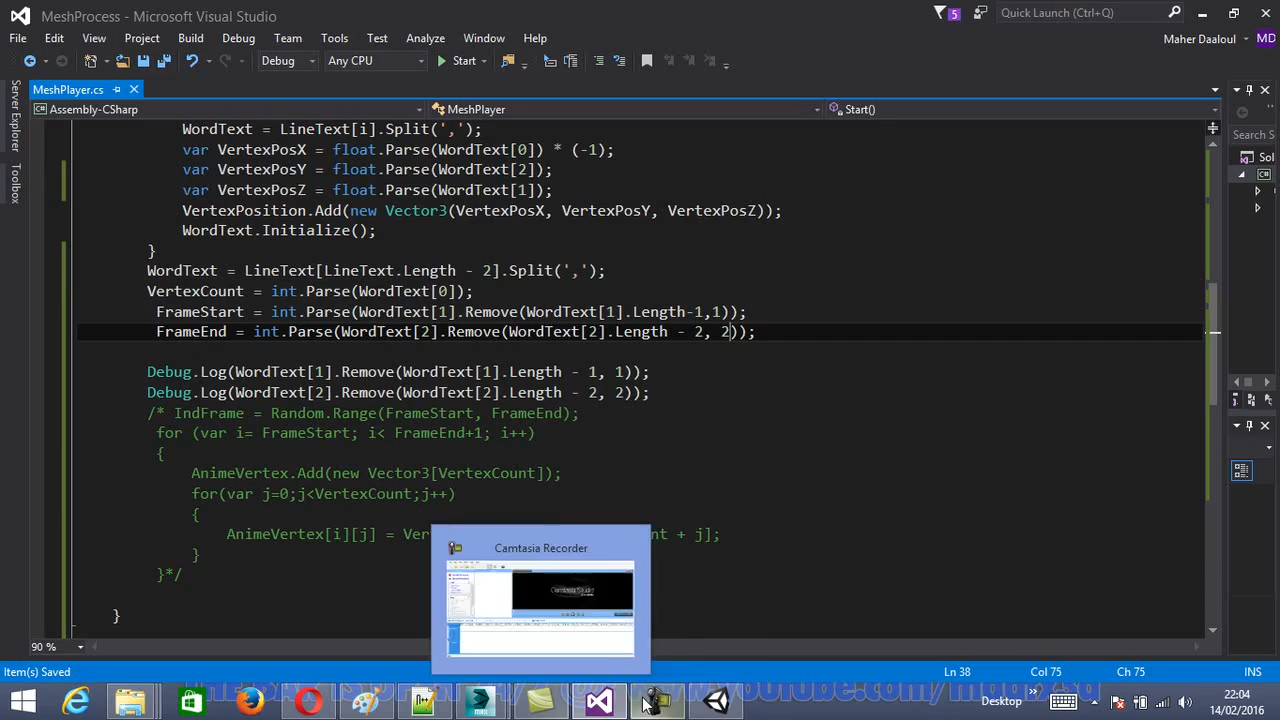 MeshProcess - Microsoft Visual Studio
5
Quick Launch (Ctrl+Q)
File Edit View Project Build Debug Team Tools Test Analyze Window Help
Maher Daaloul MD
Debug Any CPU Start
MeshPlayer.cs
Assembly-CSharp MeshPlayer Start()
Server Explorer
Toolbox
Search S
Sol
WordText = LineText[i].Split(',');
var VertexPosX = float.Parse(WordText[0]) * (-1);
var VertexPosY = float.Parse(WordText[2]);
var VertexPosZ = float.Parse(WordText[1]);
VertexPosition.Add(new Vector3(VertexPosX, VertexPosY, VertexPosZ));
WordText.Initialize();
}
WordText = LineText[LineText.Length - 2].Split(',');
VertexCount = int.Parse(WordText[0]);
FrameStart = int.Parse(WordText[1].Remove(WordText[1].Length-1,1));
FrameEnd = int.Parse(WordText[2].Remove(WordText[2].Length - 2, 2));
Debug.Log(WordText[1].Remove(WordText[1].Length - 1, 1));
Debug.Log(WordText[2].Remove(WordText[2].Length - 2, 2));
/* IndFrame = Random.Range(FrameStart, FrameEnd);
for (var i= FrameStart; i< FrameEnd+1; i++)
{
AnimeVertex.Add(new Vector3[VertexCount]);
for(var j=0;j<VertexCount;j++)
{
AnimeVertex[i][j] = Ver nt + j];
}
}*/
}
Camtasia Recorder
90 %
Item(s) Saved Ln 38 Col 75 Ch 75 INS
Desktop
22:04
14/02/2016